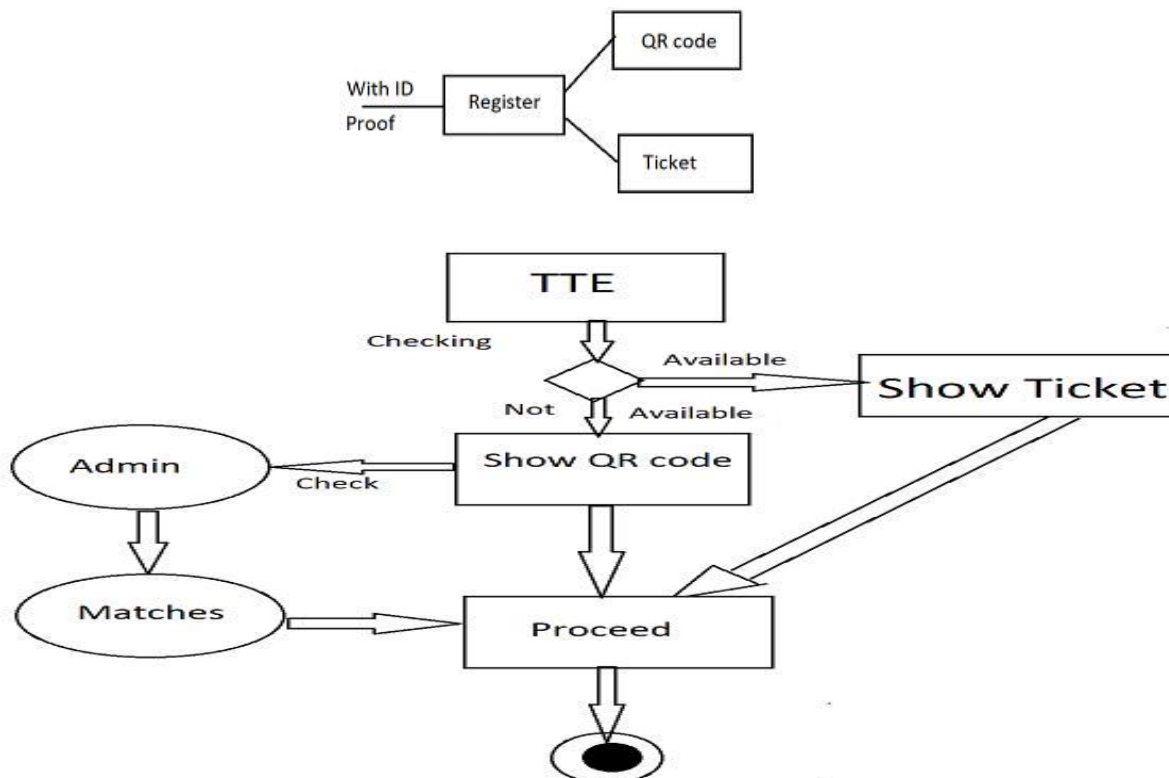 QR code
With ID
Proof
Register
Ticket
TTE
Checking
Available
Show Ticket
Not Available
Show QR code
Admin
Check
Matches
Proceed